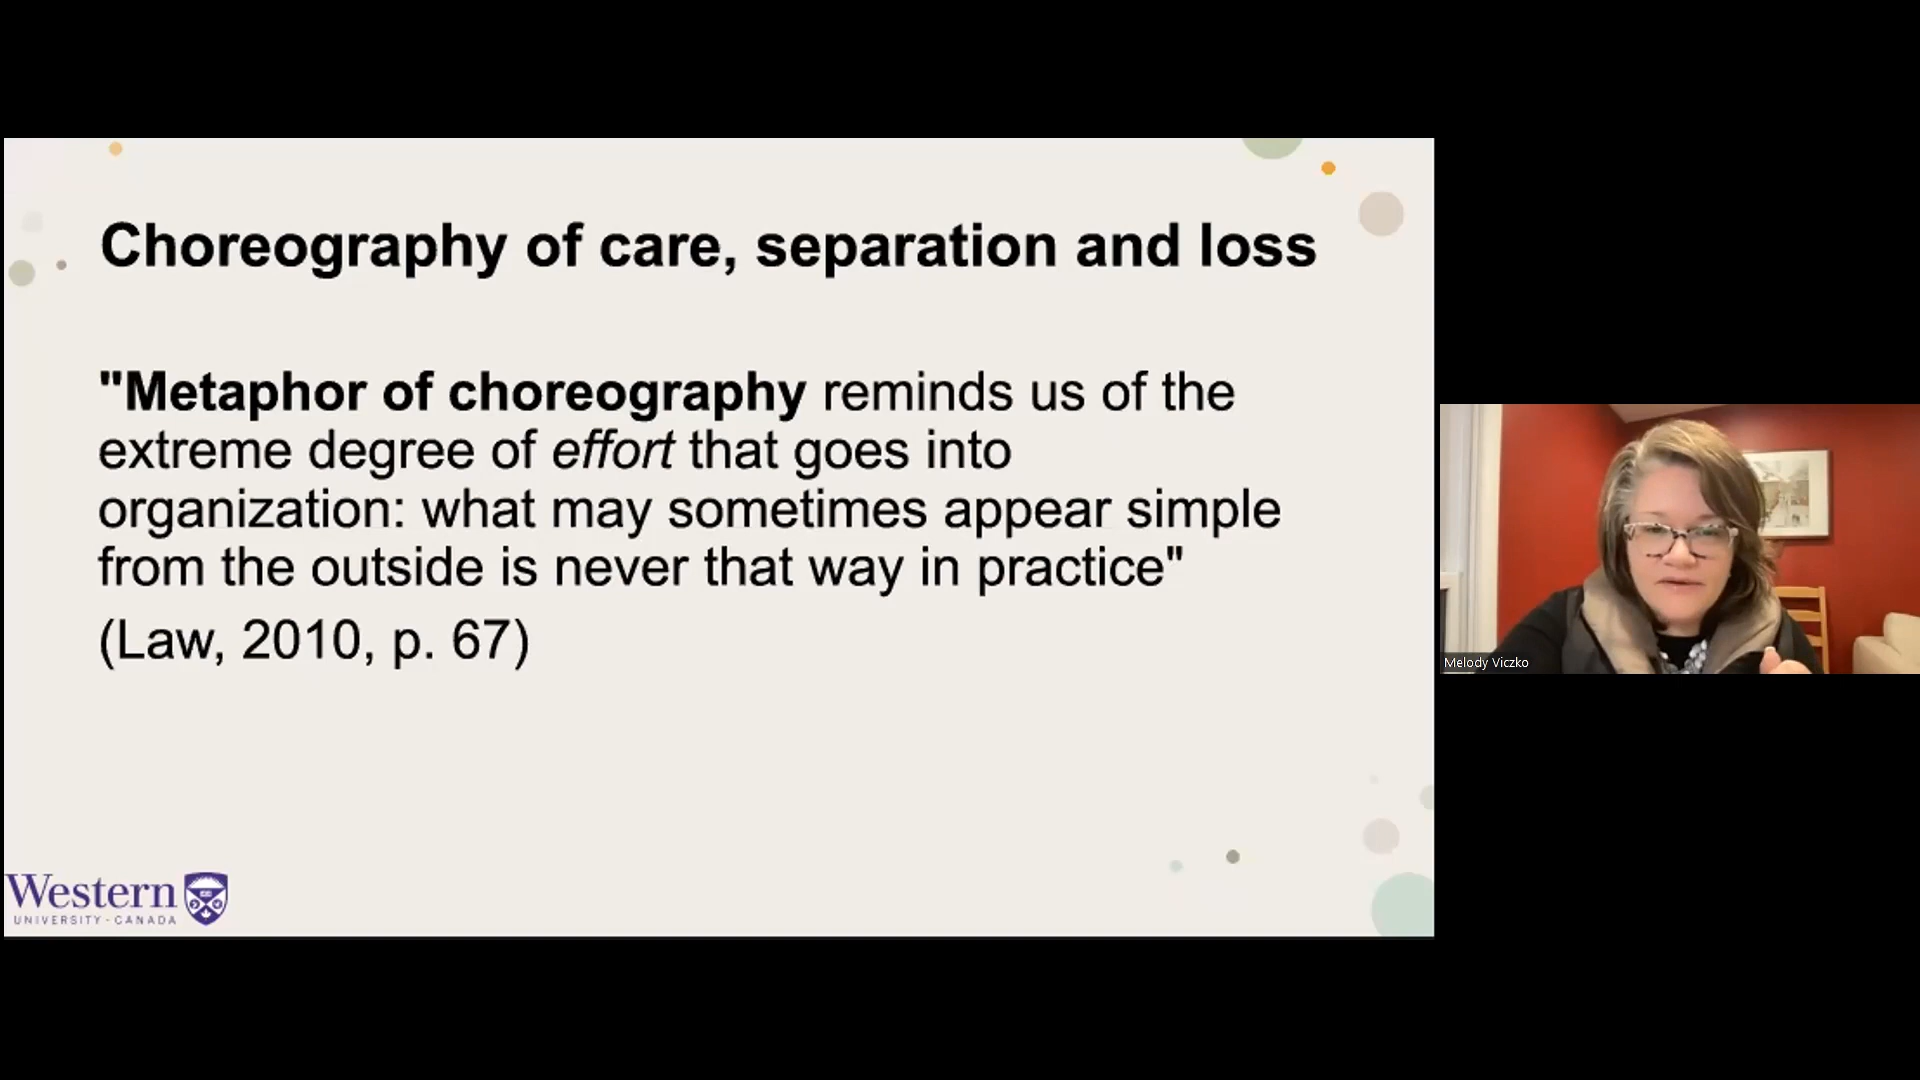 Choreography of care, separation and loss
"Metaphor of choreography reminds us of the
extreme degree of effort that goes into
organization: what may sometimes appear simple
from the outside is never that way in practice"
(Law, 2010, p. 67)
Western
UNIVERSITY · CANADA
Melody Viczko